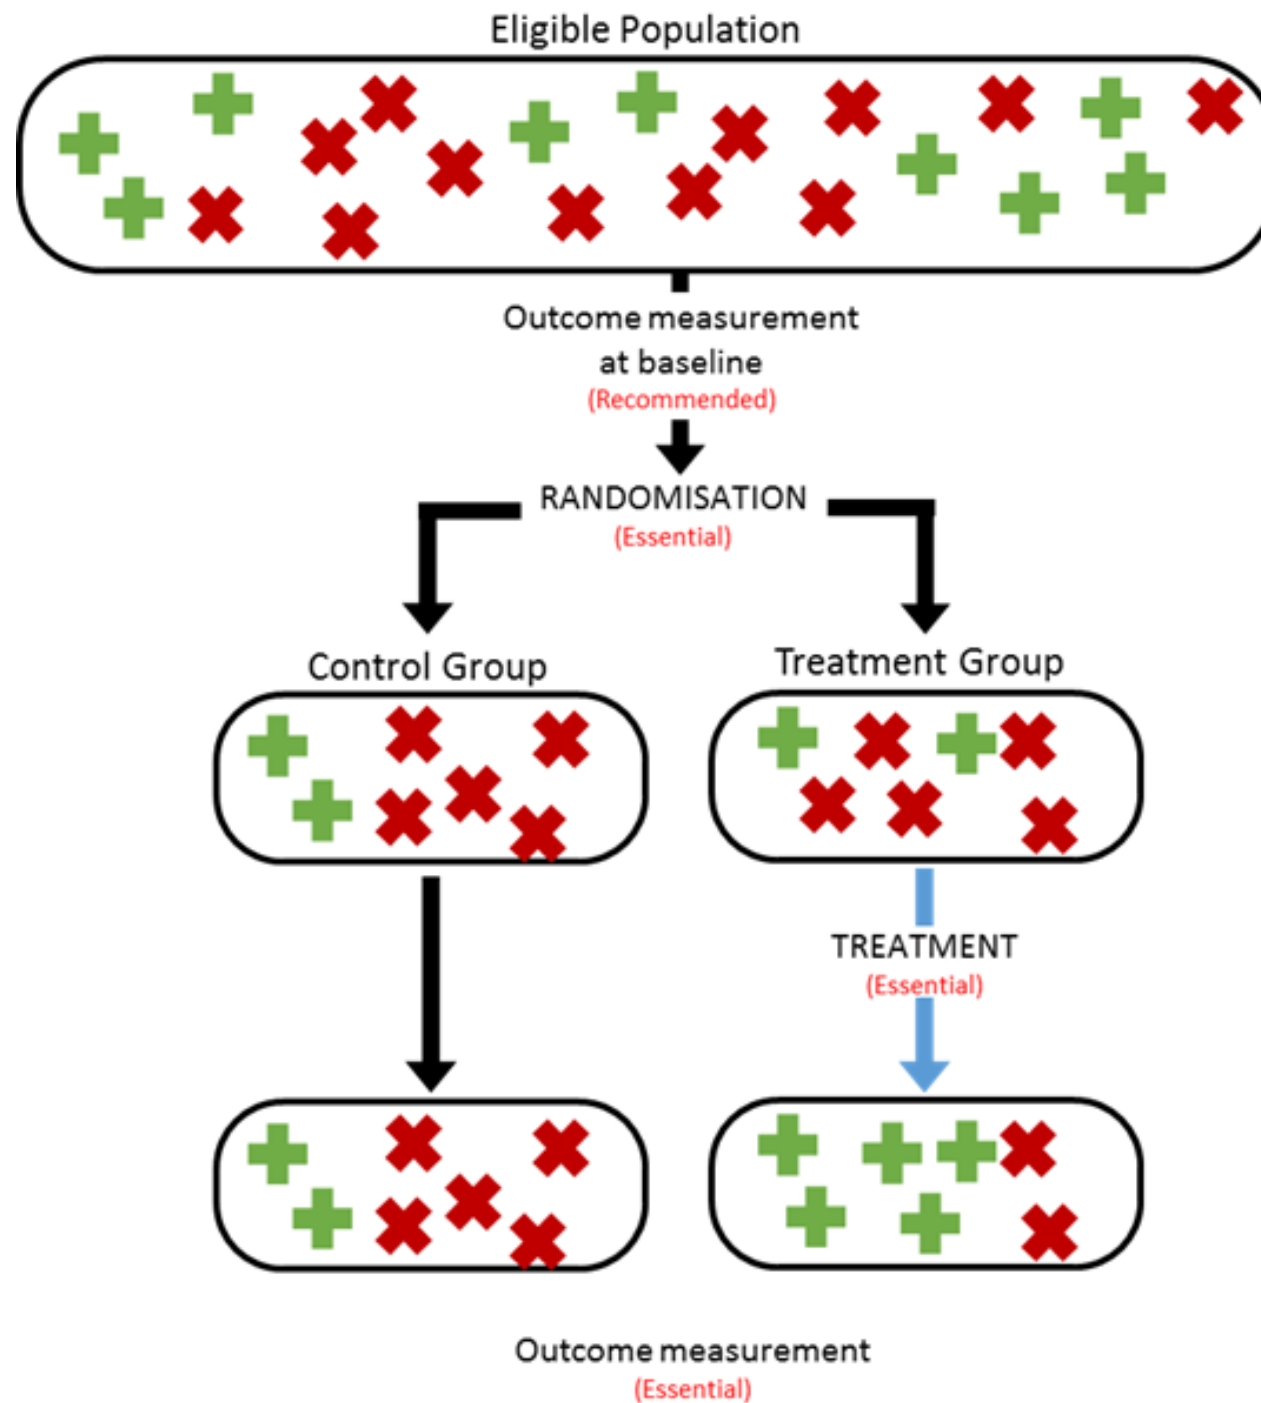 Eligible Population
Outcome measurement
at baseline
(Recommended)
RANDOMISATION
(Essential)
Control Group
Treatment Group
TREATMENT
(Essential)
Outcome measurement
(Essential)